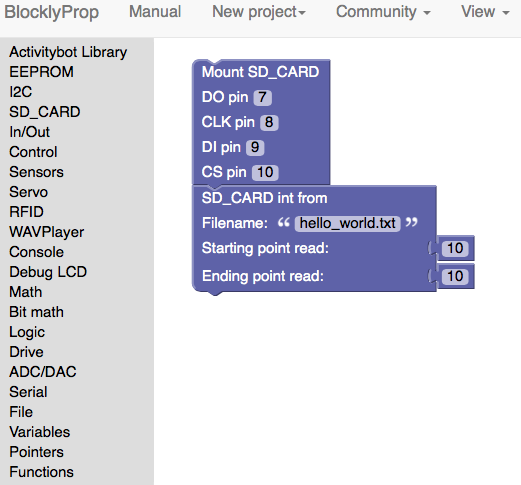 BlocklyProp Manual New project Community View
Activitybot Library
EEPROM
I2C
SD_CARD
In/Out
Control
Sensors
Servo
RFID
WAVPlayer
Console
Debug LCD
Math
Bit math
Logic
Drive
ADC/DAC
Serial
File
Variables
Pointers
Functions
Mount SD_CARD
DO pin 7
CLK pin 8
DI pin 9
CS pin 10
SD_CARD int from
Filename: “ hello_world.txt ”
Starting point read: 10
Ending point read: 10